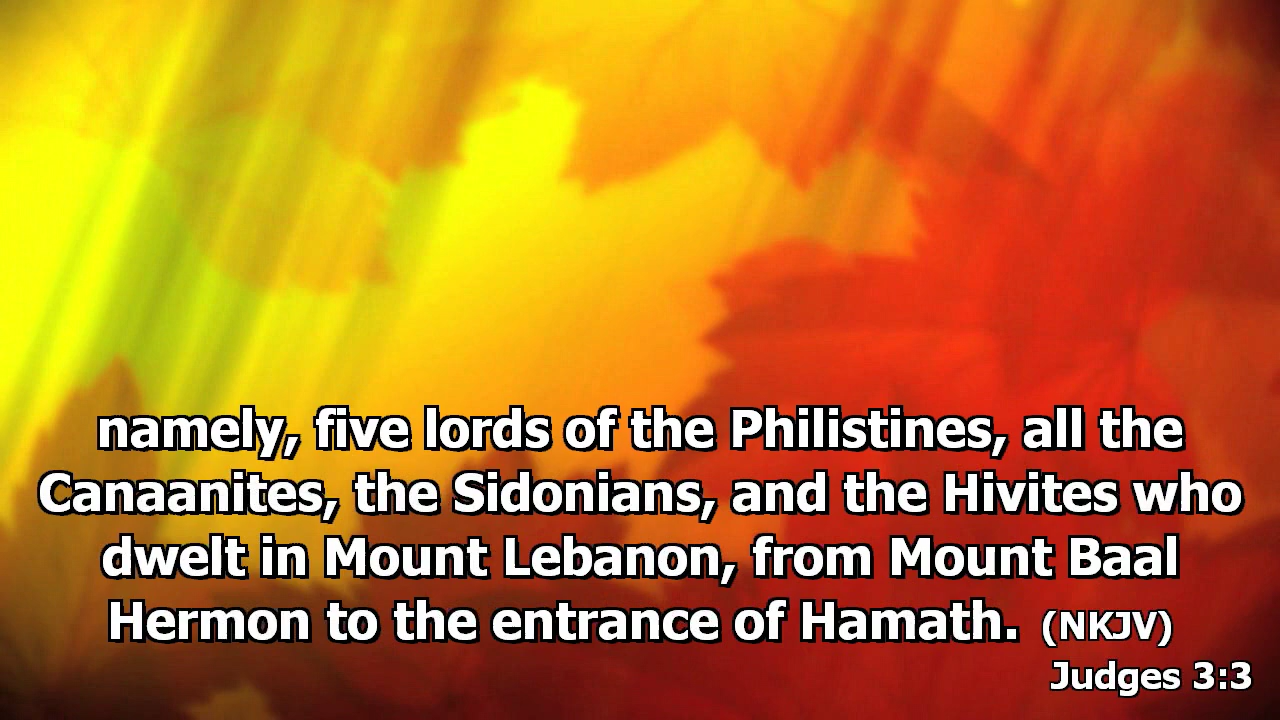 namely, five lords of the Philistines, all the
Canaanites, the Sidonians, and the Hivites who
dwelt in Mount Lebanon, from Mount Baal
Hermon to the entrance of Hamath. (NKJV)
Judges 3:3